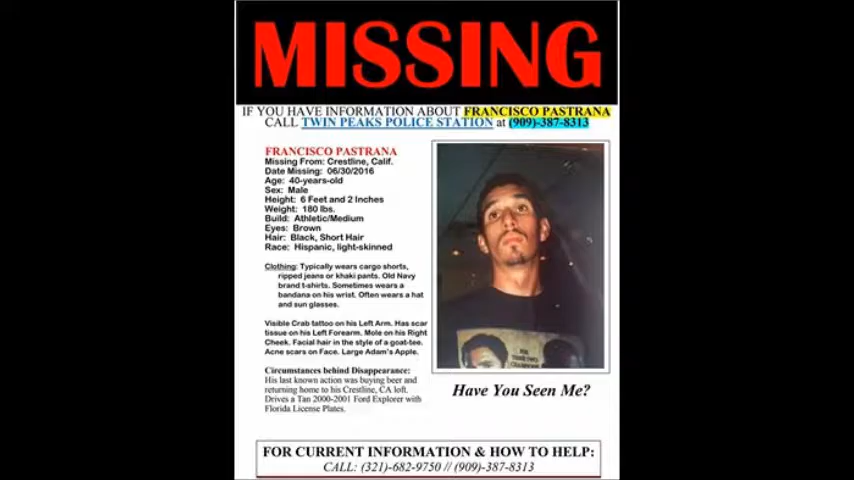 MISSING
IF YOU HAVE INFORMATION ABOUT FRANCISCO PASTRANA
CALL TWIN PEAKS POLICE STATION at (909)-387-8313
FRANCISCO PASTRANA
Missing From: Crestline, Calif.
Date Missing: 06/30/2016
Age: 40-years-old
Sex: Male
Height: 6 Feet and 2 Inches
Weight: 180 lbs.
Build: Athletic/Medium
Eyes: Brown
Hair: Black, Short Hair
Race: Hispanic, light-skinned
Clothing: Typically wears cargo shorts,
ripped jeans or khaki pants. Old Navy
brand t-shirts. Sometimes wears a
bandana on his wrist. Often wears a hat
and sun glasses.
Visible Crab tattoo on his Left Arm. Has scar
tissue on his Left Forearm. Mole on his Right
Cheek. Facial hair in the style of a goat-tee.
Acne scars on Face. Large Adam's Apple.
Circumstances behind Disappearance:
His last known action was buying beer and
returning home to his Crestline, CA loft.
Drives a Tan 2000-2001 Ford Explorer with
Florida License Plates.
Have You Seen Me?
FOR CURRENT INFORMATION & HOW TO HELP:
CALL: (321)-682-9750 // (909)-387-8313